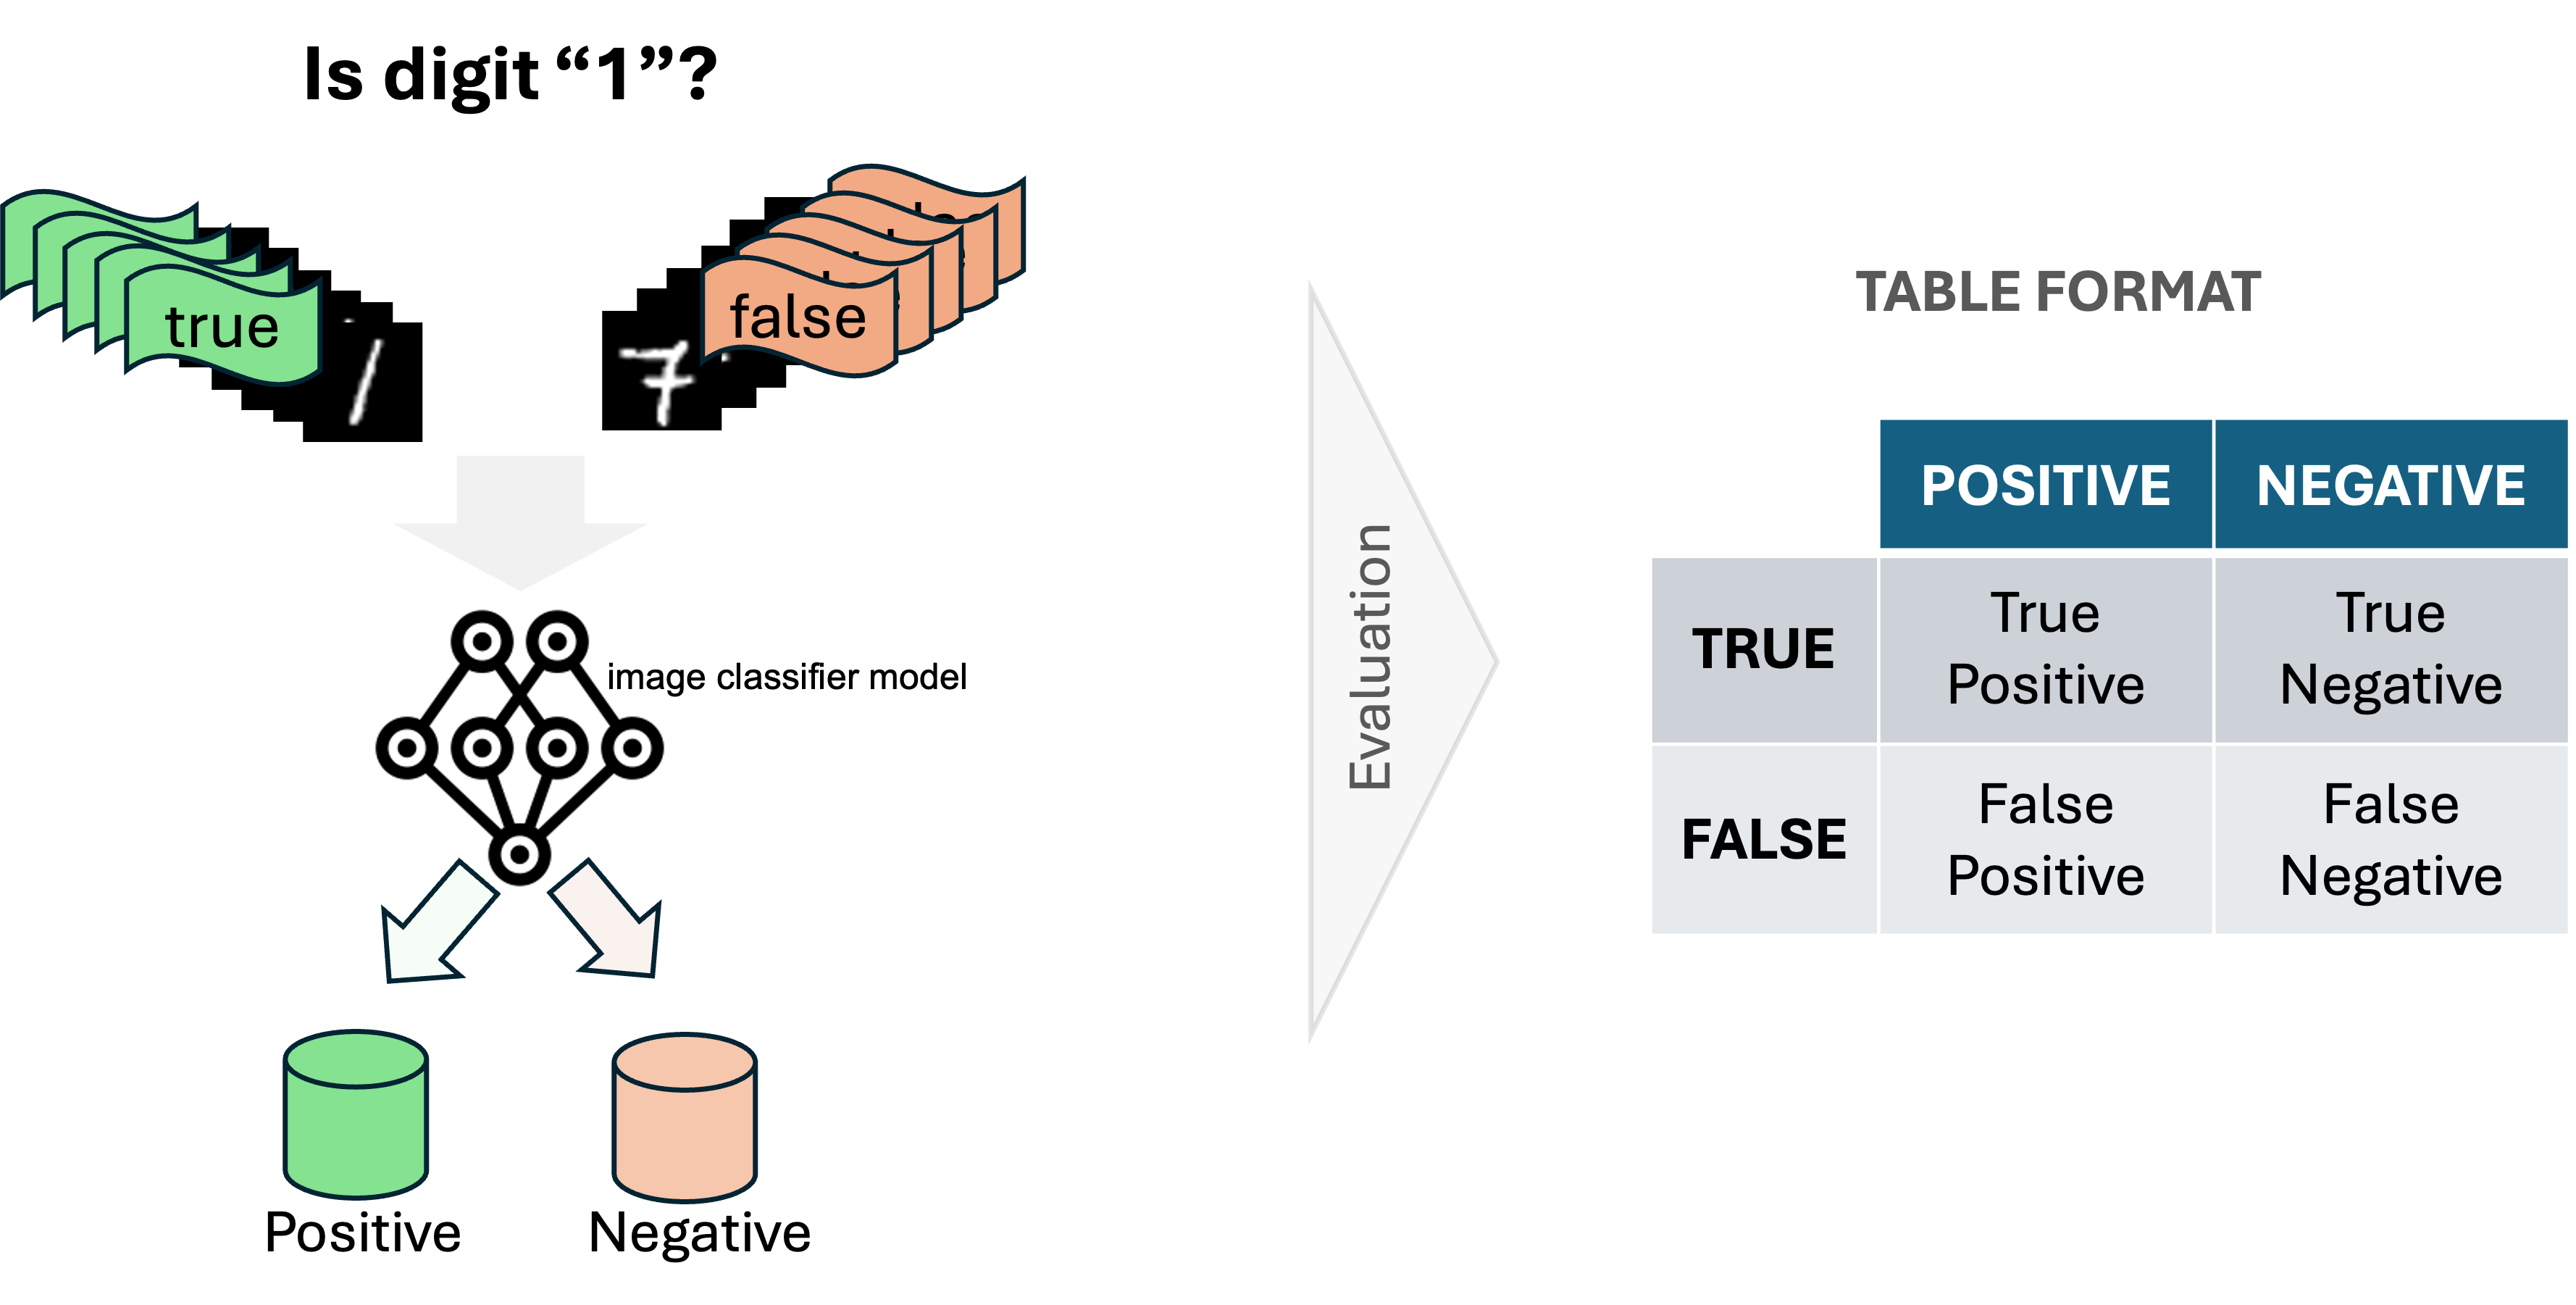 Is digit “1”?
true
false
image classifier model
Positive
Negative
Evaluation
TABLE FORMAT
POSITIVE NEGATIVE
TRUE
True Positive
True Negative
FALSE
False Positive
False Negative